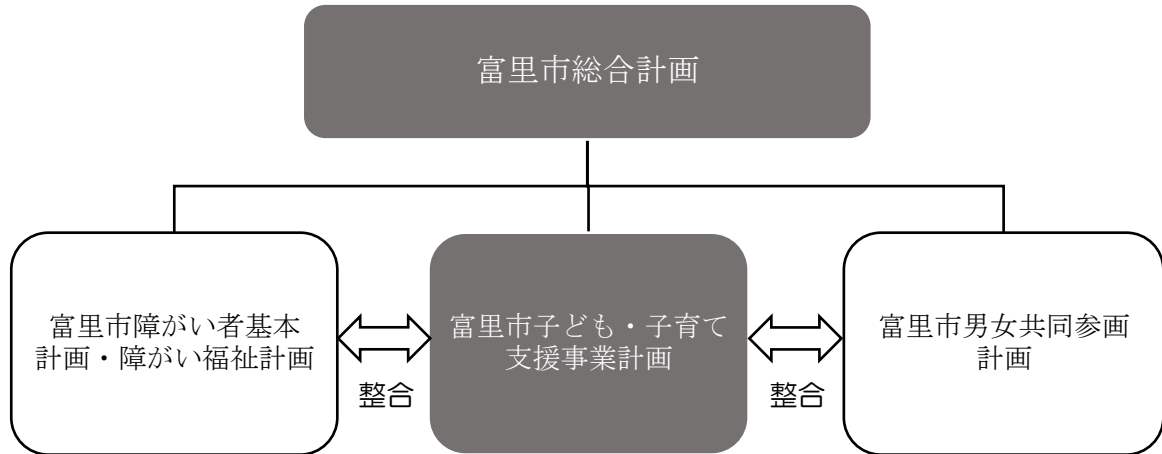 富里市総合計画
富里市障がい者基本
計画・障がい福祉計画
整合
富里市子ども・子育て
支援事業計画
整合
富里市男女共同参画
計画